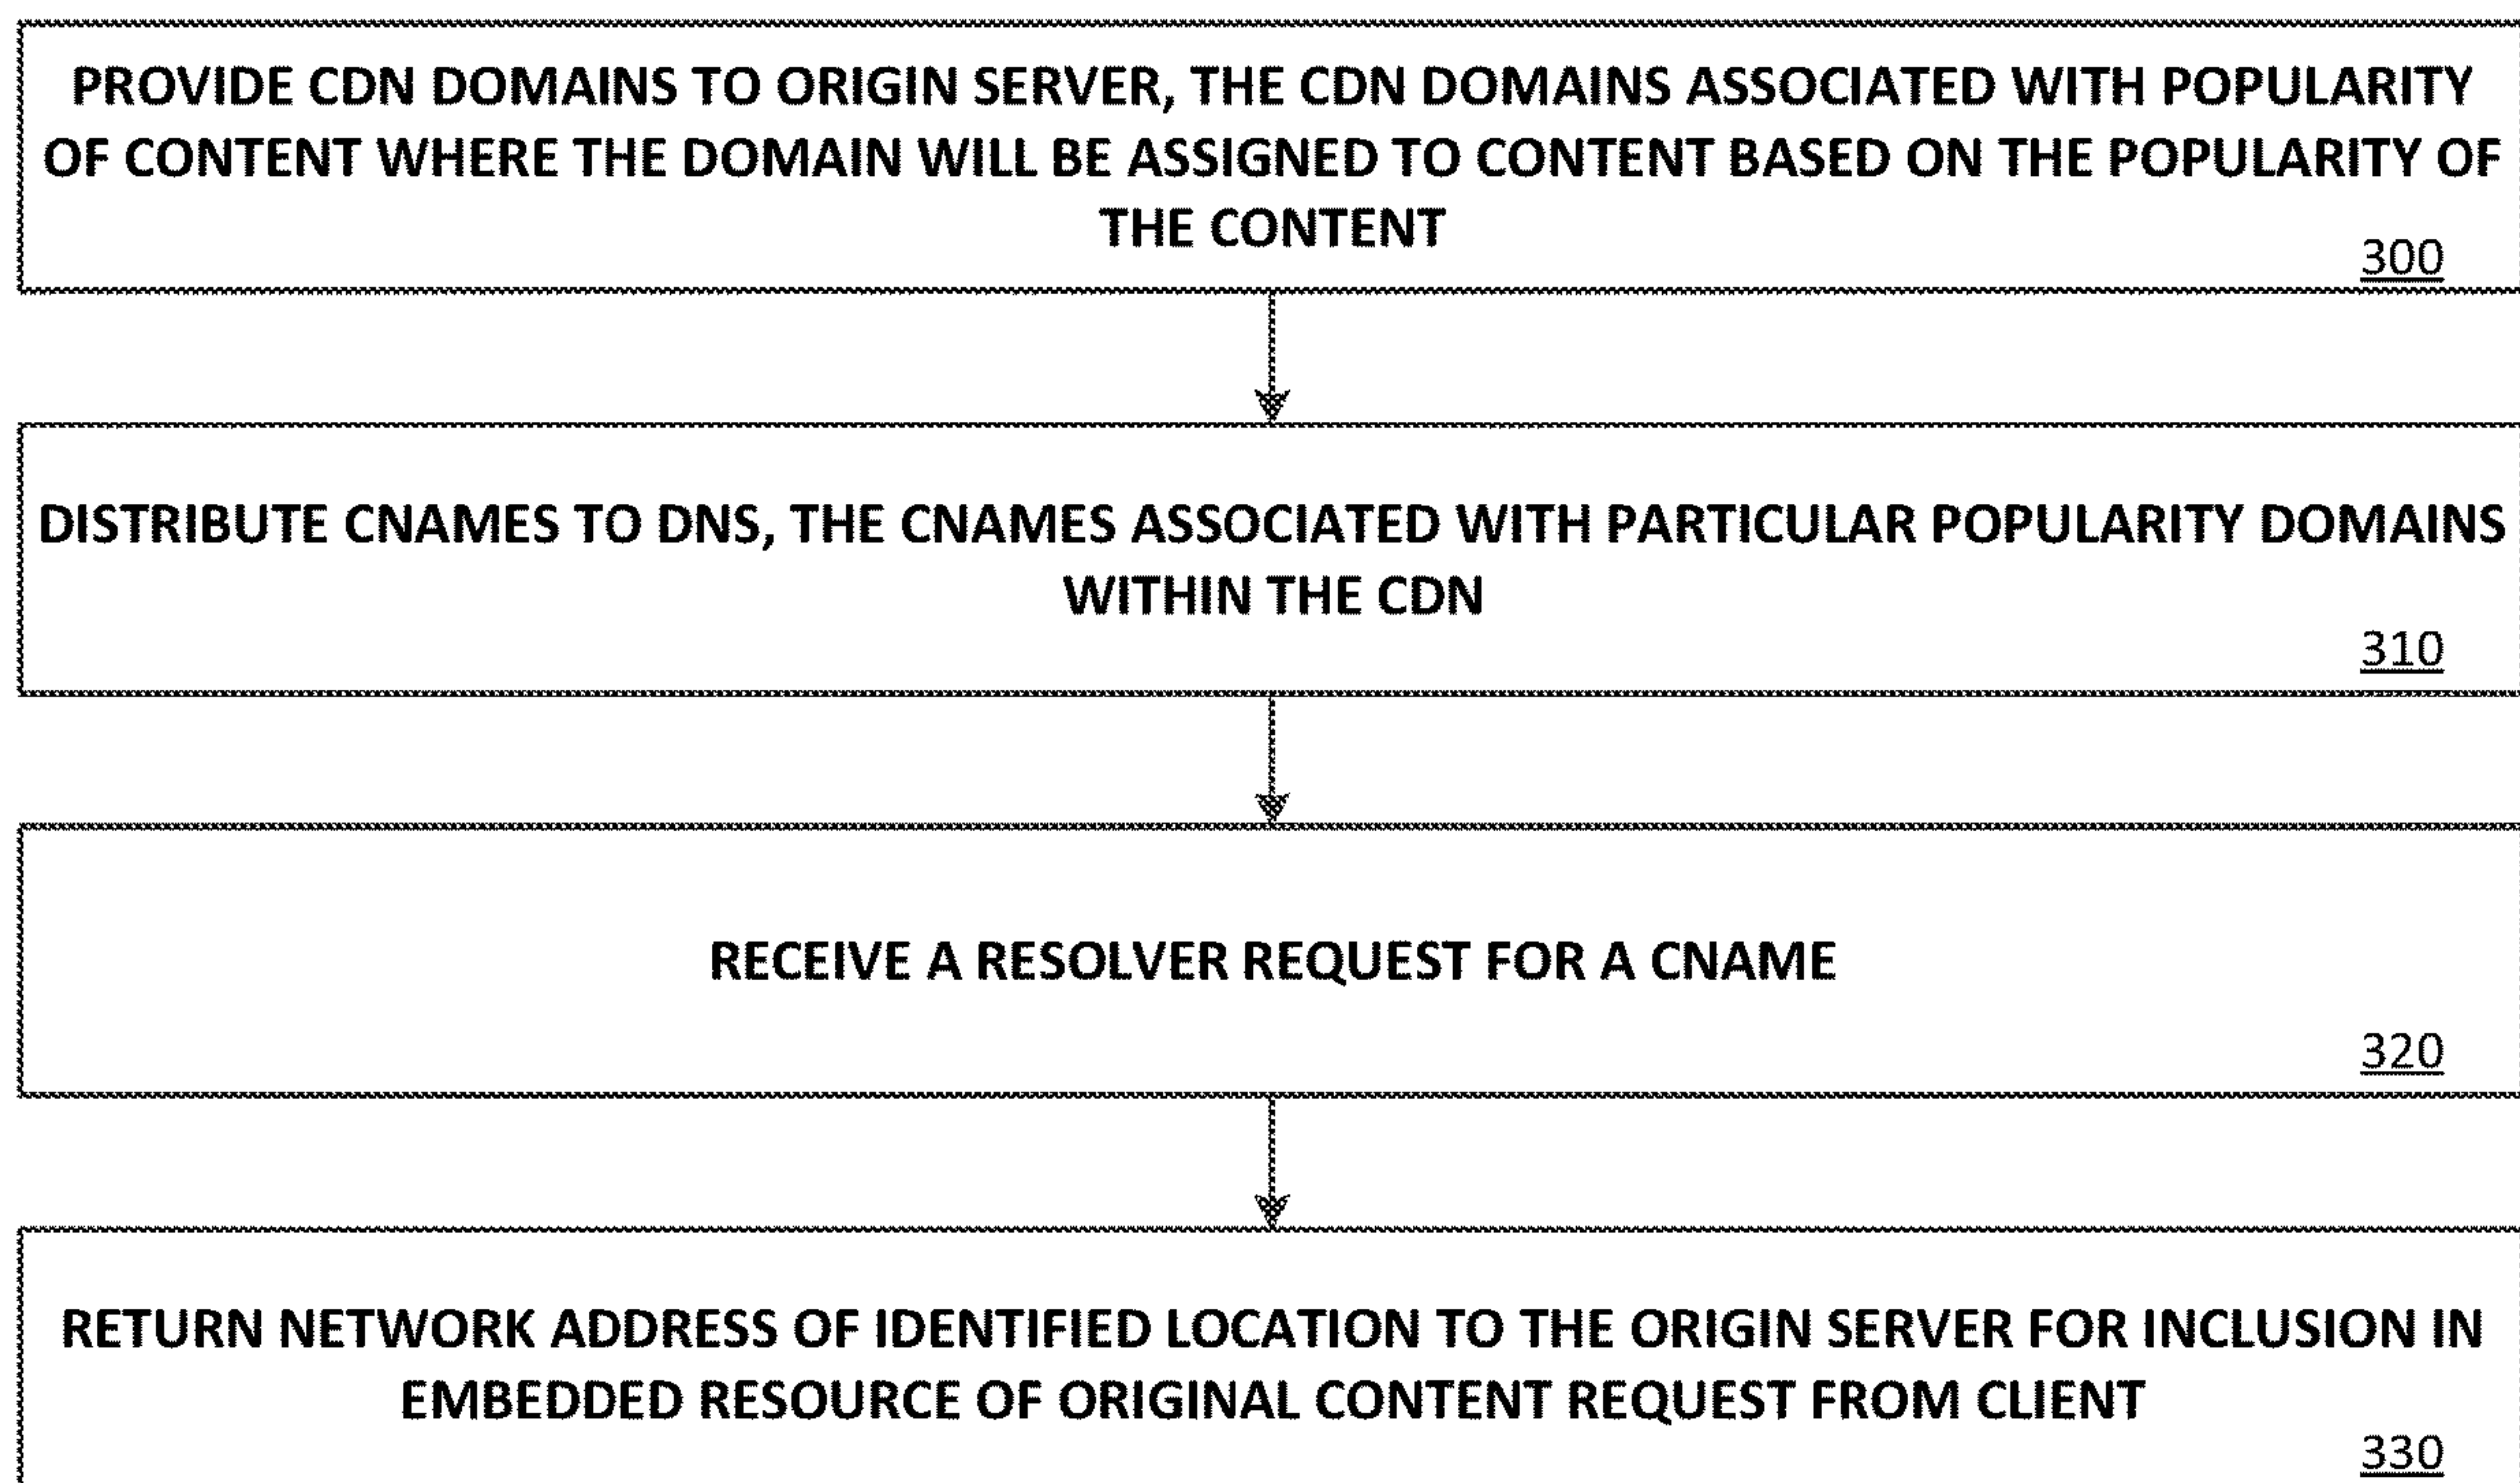 PROVIDE CDN DOMAINS TO ORIGIN SERVER, THE CDN DOMAINS ASSOCIATED WITH POPULARITY
OF CONTENT WHERE THE DOMAIN WILL BE ASSIGNED TO CONTENT BASED ON THE POPULARITY OF
THE CONTENT
300
DISTRIBUTE CNAMES TO DNS, THE CNAMES ASSOCIATED WITH PARTICULAR POPULARITY DOMAINS
WITHIN THE CDN
310
RECEIVE A RESOLVER REQUEST FOR A CNAME
320
RETURN NETWORK ADDRESS OF IDENTIFIED LOCATION TO THE ORIGIN SERVER FOR INCLUSION IN
EMBEDDED RESOURCE OF ORIGINAL CONTENT REQUEST FROM CLIENT
330